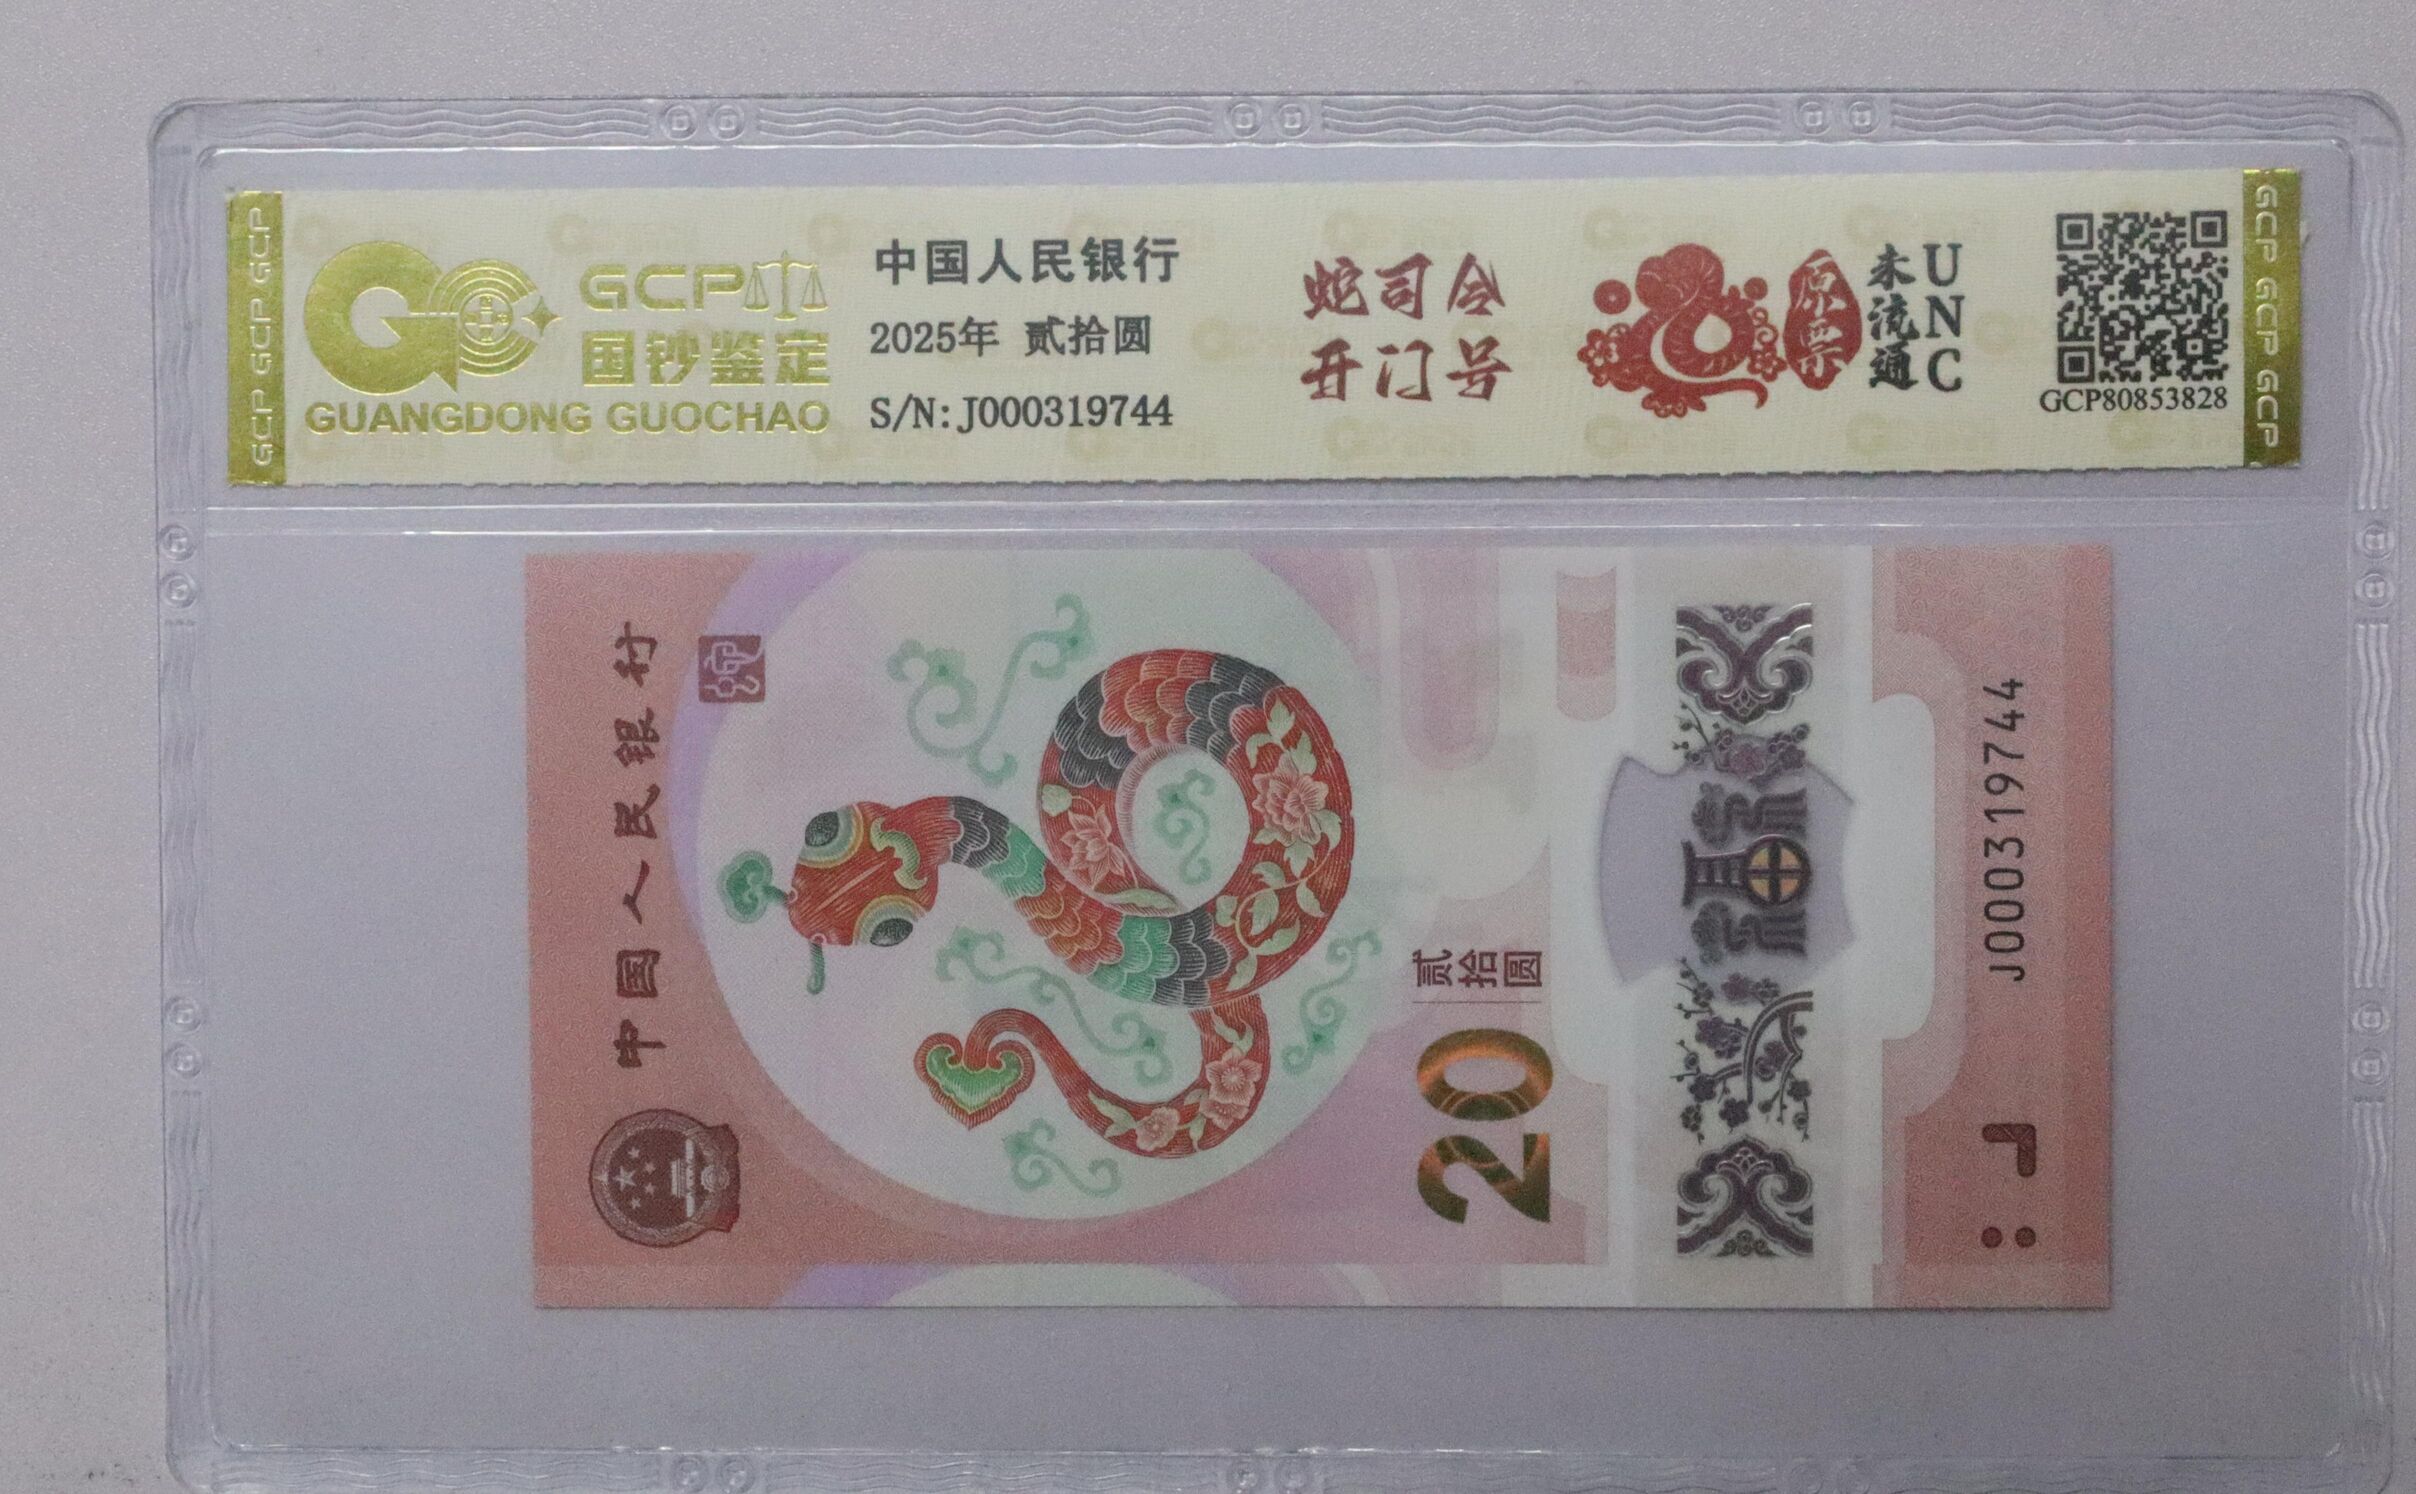 GCP GCP GCP
GCP
国钞鉴定
GUANGDONG GUOCHAO
中国人民银行
2025年 贰拾圆
S/N: J000319744
蛇司令
开门号
原票
未流通
UNC
GCP80853828
GCP GCP GCP
中国人民银行
贰拾圆
20
福
J000319744